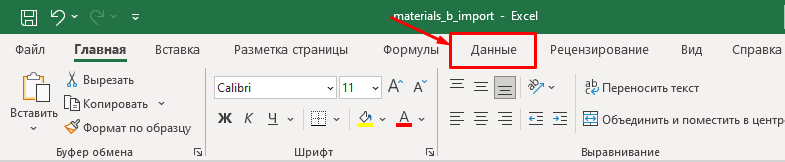 materials_b_import - Excel
Файл Главная Вставка Разметка страницы Формулы Данные Рецензирование Вид Справка
Вставить
Вырезать
Копировать
Формат по образцу
Буфер обмена
Calibri 11 A A
Ж К Ч A
Шрифт
ab Переносить текст
Объединить и поместить в центр
Выравнивание